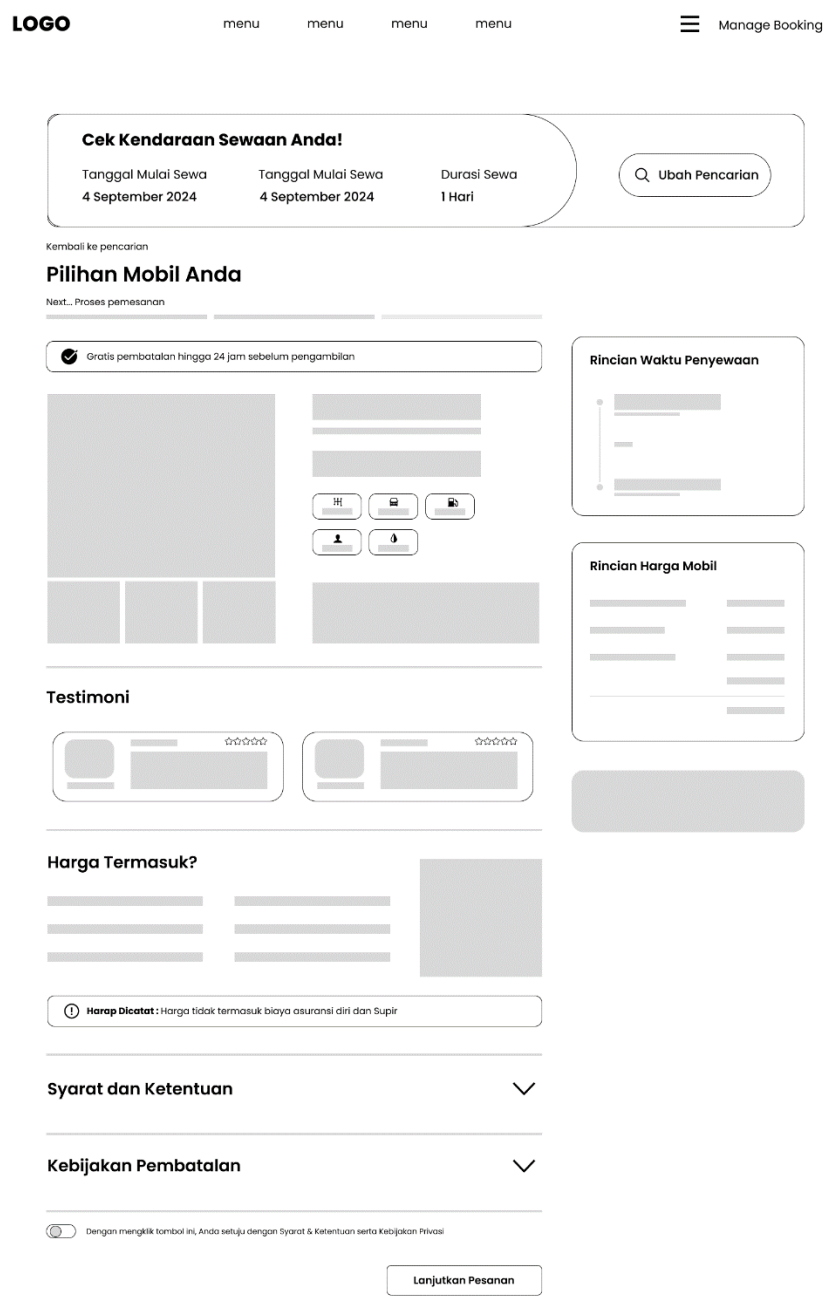 LOGO
menu menu menu menu
Manage Booking
Cek Kendaraan Sewaan Anda!
Tanggal Mulai Sewa Tanggal Mulai Sewa Durasi Sewa
4 September 2024 4 September 2024 1 Hari
Ubah Pencarian
Kembali ke pencarian
Pilihan Mobil Anda
Next... Proses pemesanan
Gratis pembatalan hingga 24 jam sebelum pengambilan
Rincian Waktu Penyewaan
Rincian Harga Mobil
Testimoni
Harga Termasuk?
Harap Dicatat : Harga tidak termasuk biaya asuransi diri dan Supir
Syarat dan Ketentuan
Kebijakan Pembatalan
Dengan mengklik tombol ini, Anda setuju dengan Syarat & Ketentuan serta Kebijakan Privasi
Lanjutkan Pesanan